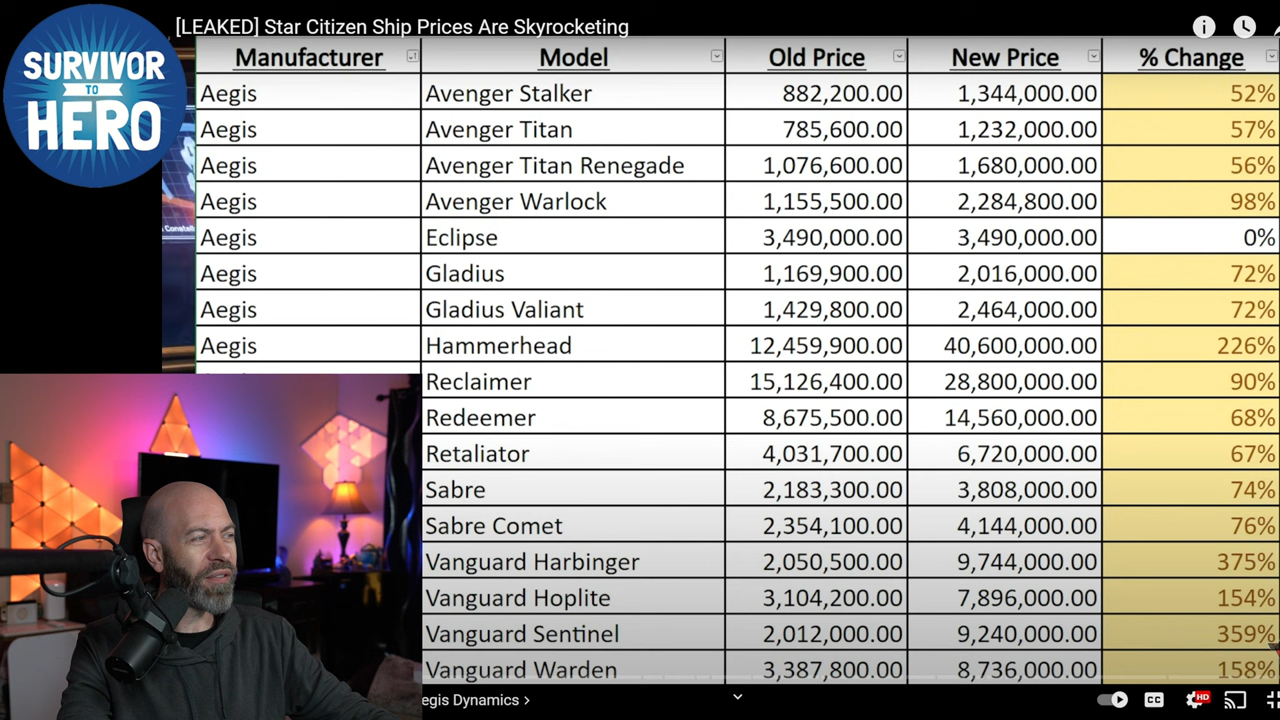 [LEAKED] Star Citizen Ship Prices Are Skyrocketing
SURVIVOR
TO
HERO
Manufacturer Model Old Price New Price % Change
Aegis Avenger Stalker 882,200.00 1,344,000.00 52%
Aegis Avenger Titan 785,600.00 1,232,000.00 57%
Aegis Avenger Titan Renegade 1,076,600.00 1,680,000.00 56%
Aegis Avenger Warlock 1,155,500.00 2,284,800.00 98%
Aegis Eclipse 3,490,000.00 3,490,000.00 0%
Aegis Gladius 1,169,900.00 2,016,000.00 72%
Aegis Gladius Valiant 1,429,800.00 2,464,000.00 72%
Aegis Hammerhead 12,459,900.00 40,600,000.00 226%
Reclaimer 15,126,400.00 28,800,000.00 90%
Redeemer 8,675,500.00 14,560,000.00 68%
Retaliator 4,031,700.00 6,720,000.00 67%
Sabre 2,183,300.00 3,808,000.00 74%
Sabre Comet 2,354,100.00 4,144,000.00 76%
Vanguard Harbinger 2,050,500.00 9,744,000.00 375%
Vanguard Hoplite 3,104,200.00 7,896,000.00 154%
Vanguard Sentinel 2,012,000.00 9,240,000.00 359%
Vanguard Warden 3,387,800.00 8,736,000.00 158%
egis Dynamics >
CC
HD